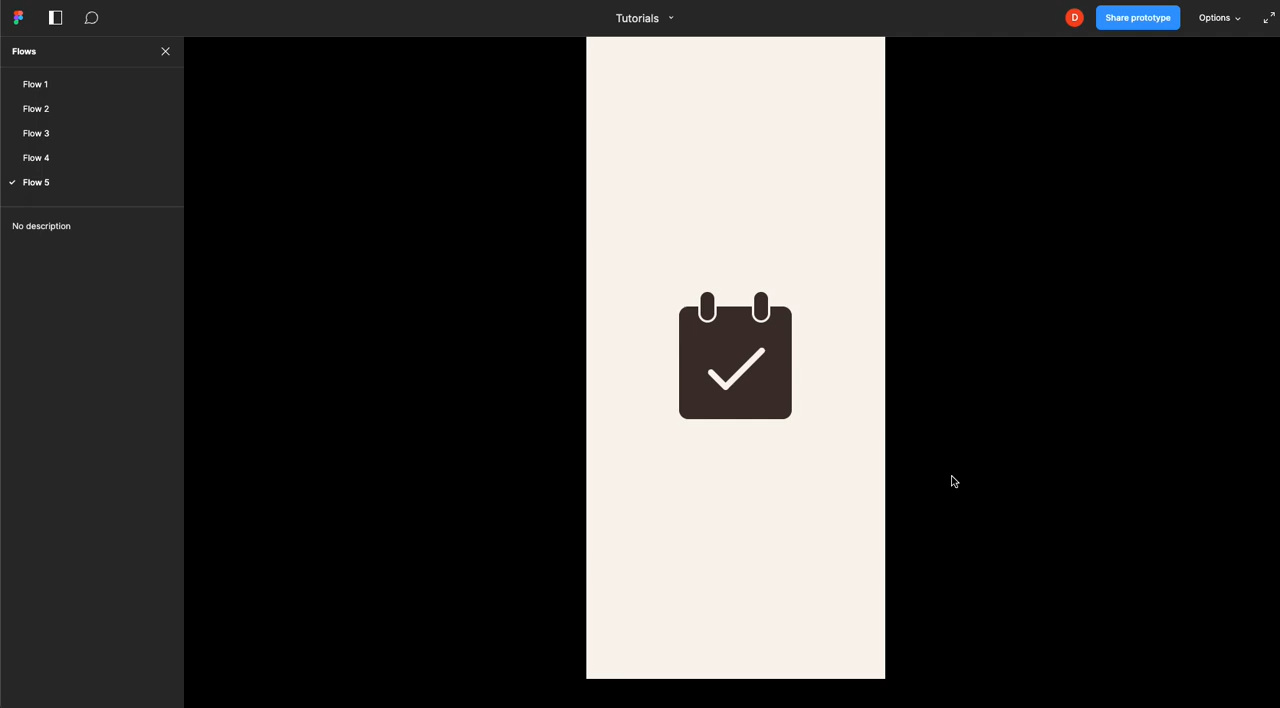 Tutorials
D
Share prototype
Options
Flows
Flow 1
Flow 2
Flow 3
Flow 4
Flow 5
No description